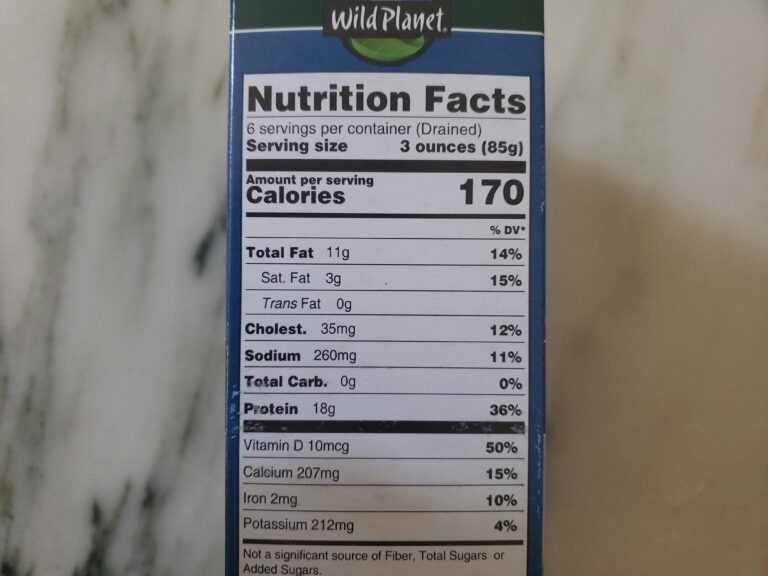 Wild Planet®
Nutrition Facts
6 servings per container (Drained)
Serving size 3 ounces (85g)
Amount per serving
Calories 170
% DV*
Total Fat 11g 14%
Sat. Fat 3g 15%
Trans Fat 0g
Cholest. 35mg 12%
Sodium 260mg 11%
Total Carb. 0g 0%
Protein 18g 36%
Vitamin D 10mcg 50%
Calcium 207mg 15%
Iron 2mg 10%
Potassium 212mg 4%
Not a significant source of Fiber, Total Sugars or
Added Sugars.